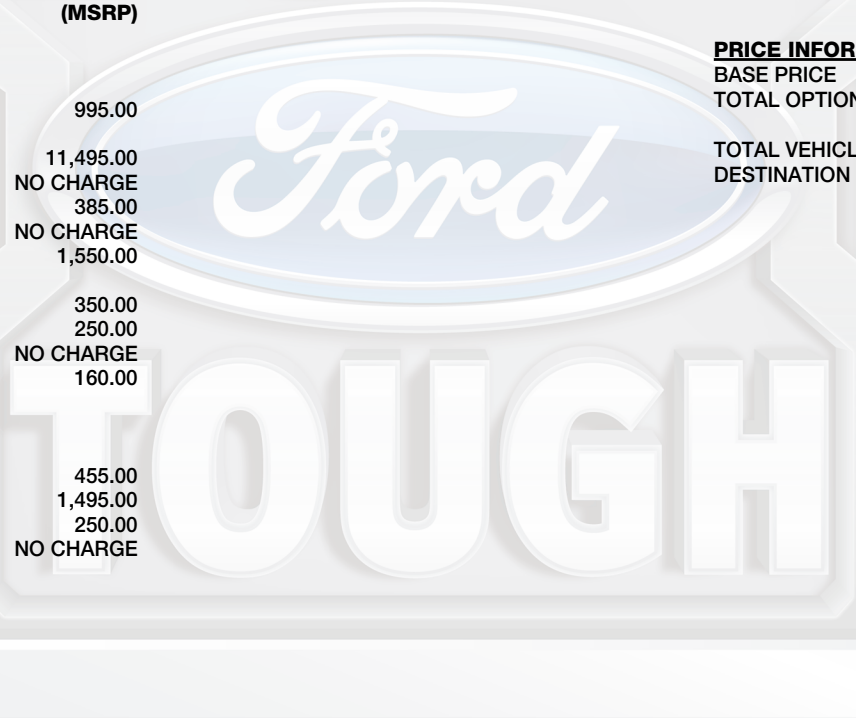 (MSRP)
995.00
11,495.00
NO CHARGE
385.00
NO CHARGE
1,550.00
350.00
250.00
NO CHARGE
160.00
455.00
1,495.00
250.00
NO CHARGE
PRICE INFOR
BASE PRICE
TOTAL OPTION
TOTAL VEHICL
DESTINATION
Ford
TOUGH